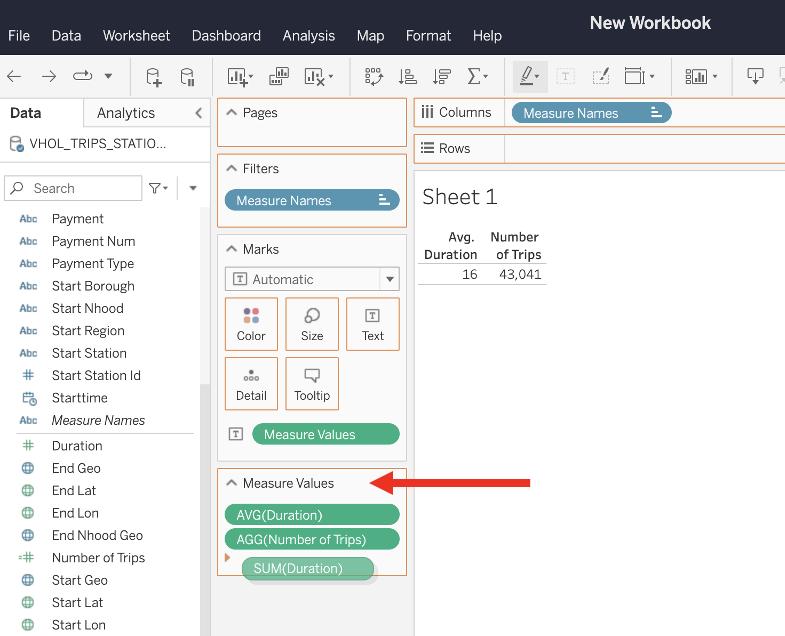 New Workbook
File Data Worksheet Dashboard Analysis Map Format Help
Data Analytics
VHOL_TRIPS_STATIO...
Search
Abc Payment
Abc Payment Num
Abc Payment Type
Abc Start Borough
Abc Start Nhood
Abc Start Region
Abc Start Station
# Start Station Id
Starttime
Abc Measure Names
# Duration
End Geo
End Lat
End Lon
End Nhood Geo
=# Number of Trips
Start Geo
Start Lat
Start Lon
Pages
Filters
Measure Names
Marks
T Automatic
Color Size T Text
Detail Tooltip
T Measure Values
Measure Values
AVG(Duration)
AGG(Number of Trips)
SUM(Duration)
Columns Measure Names
Rows
Sheet 1
Avg. Number
Duration of Trips
16 43,041